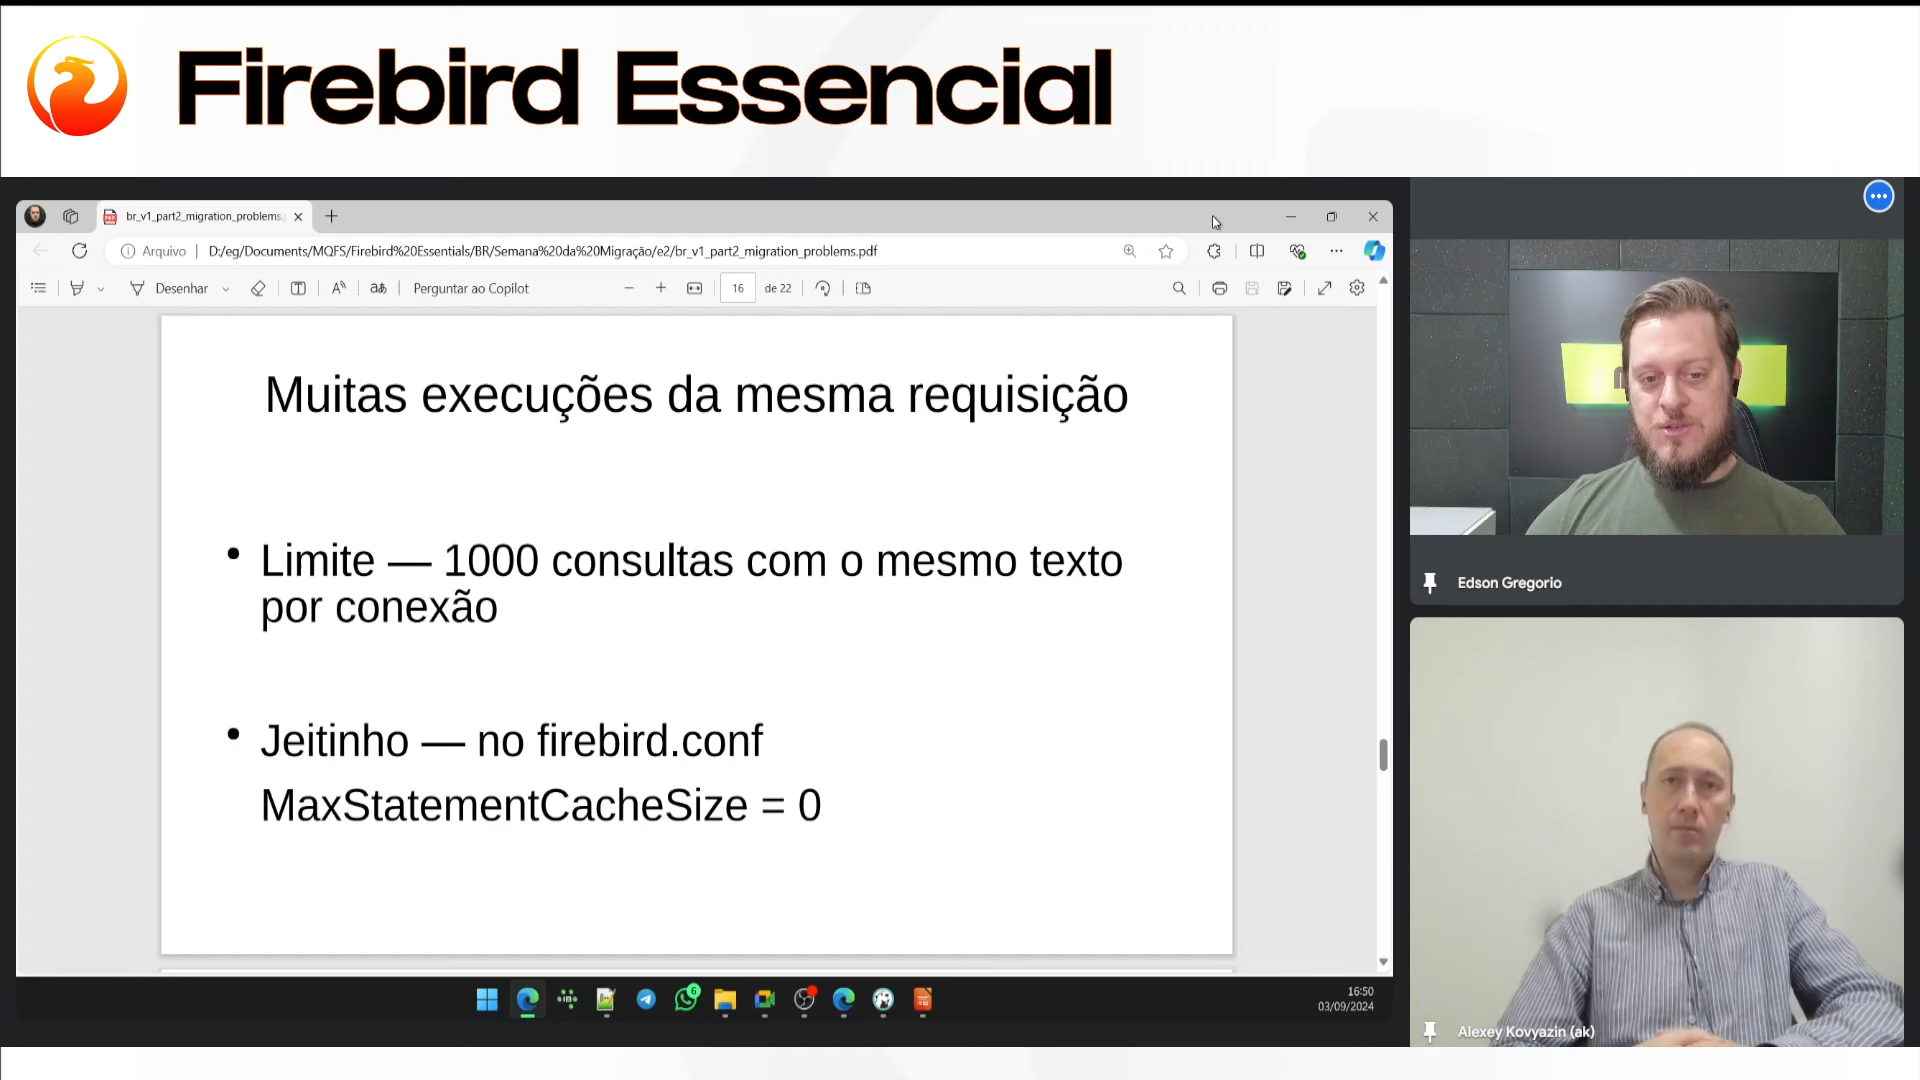 Firebird Essencial
br_v1_part2_migration_problems.
Arquivo
D:/eg/Documents/MQFS/Firebird%20Essentials/BR/Semana%20da%20Migração/e2/br_v1_part2_migration_problems.pdf
Desenhar
Perguntar ao Copilot
16
de 22
Muitas execuções da mesma requisição
• Limite — 1000 consultas com o mesmo texto
por conexão
• Jeitinho — no firebird.conf
MaxStatementCacheSize = 0
6
16:50
03/09/2024
Edson Gregorio
Alexey Kovyazin (ak)